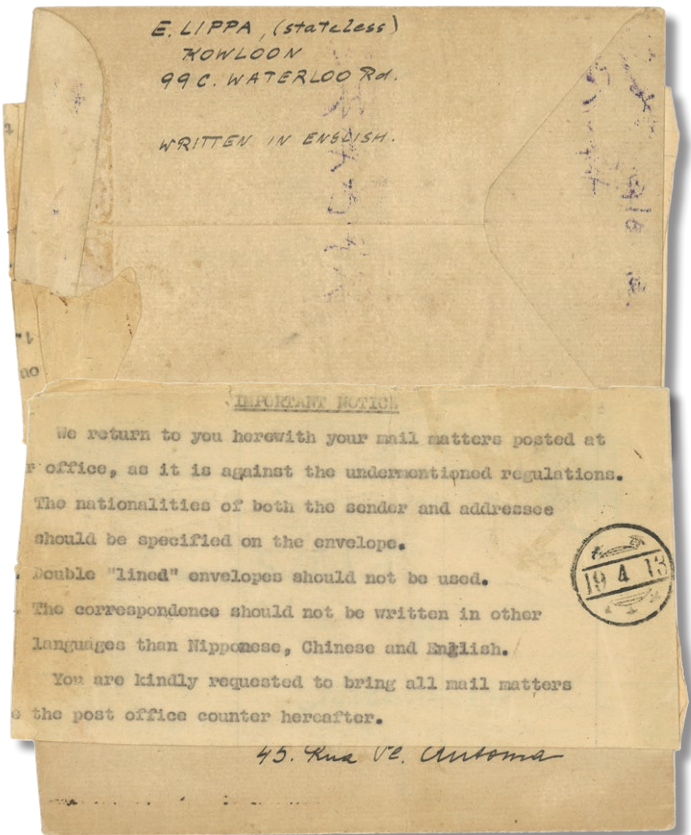 E. LIPPA, (stateless)
KOWLOON
99 C. WATERLOO Rd.
WRITTEN IN ENGLISH.
IMPORTANT NOTICE
We return to you herewith your mail matters posted at
r office, as it is against the undermentioned regulations.
The nationalities of both the sender and addressee
should be specified on the envelope.
. Double "lined" envelopes should not be used.
. The correspondence should not be written in other
languages than Nipponese, Chinese and English.
You are kindly requested to bring all mail matters
the post office counter hereafter.
19 4 13
45. Rua